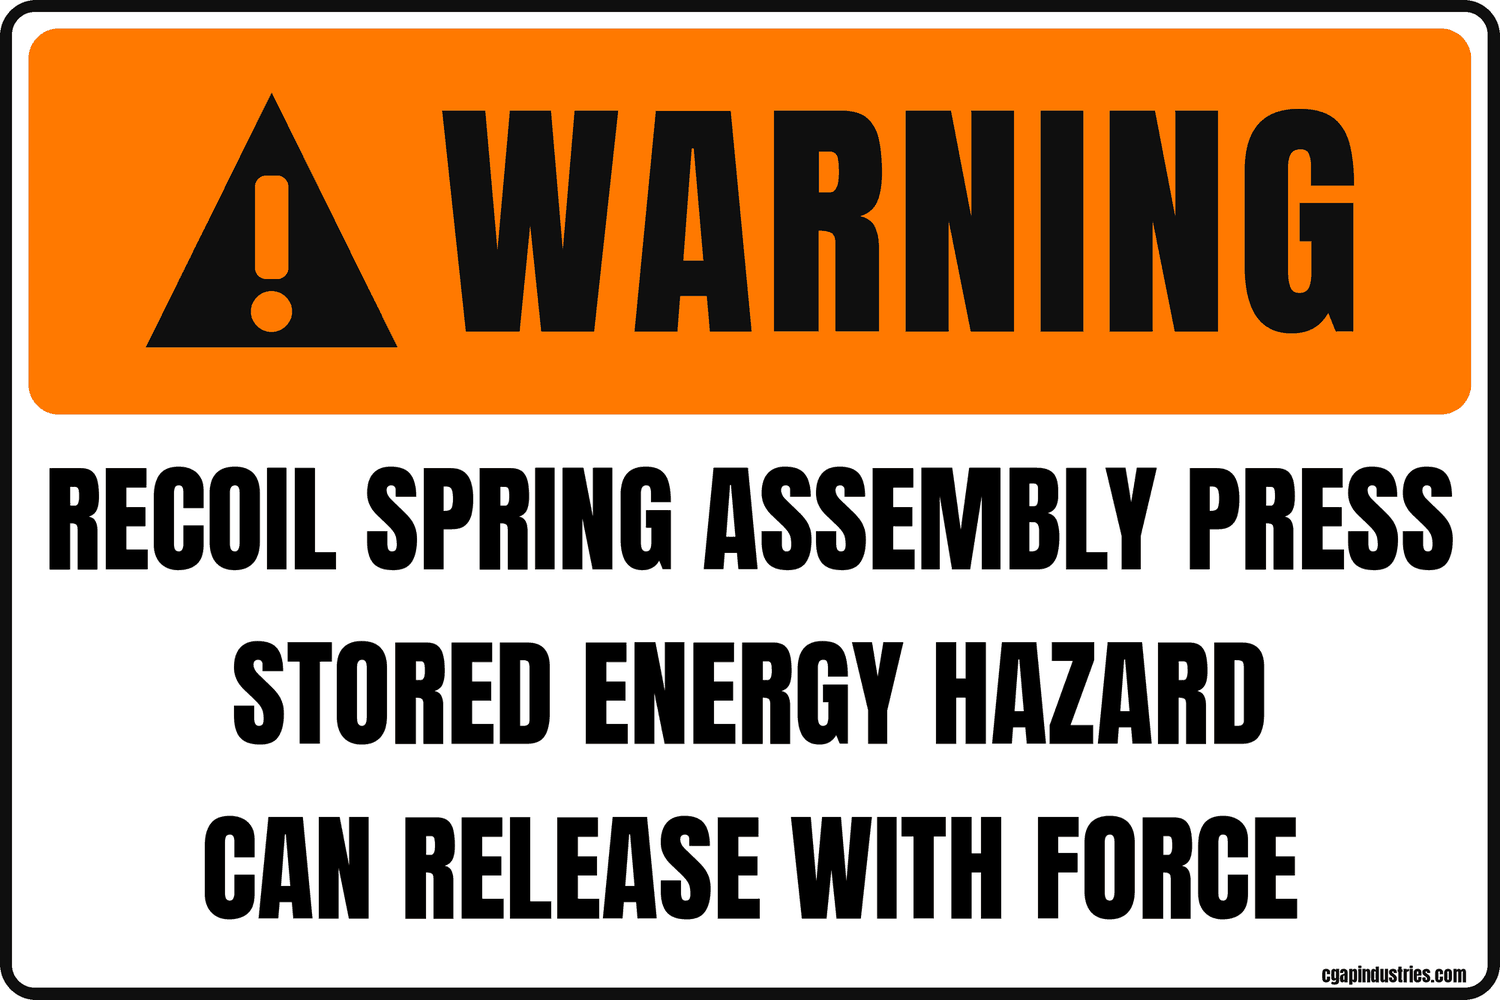 WARNING
RECOIL SPRING ASSEMBLY PRESS
STORED ENERGY HAZARD
CAN RELEASE WITH FORCE
cgapindustries.com